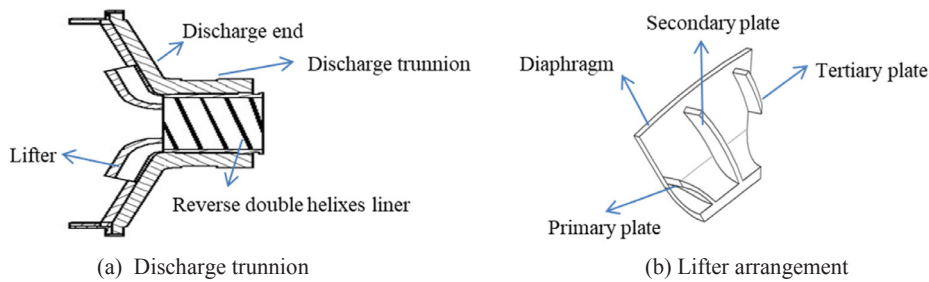 Discharge end
Discharge trunnion
Lifter
Reverse double helixes liner
(a) Discharge trunnion
Secondary plate
Diaphragm
Tertiary plate
Primary plate
(b) Lifter arrangement